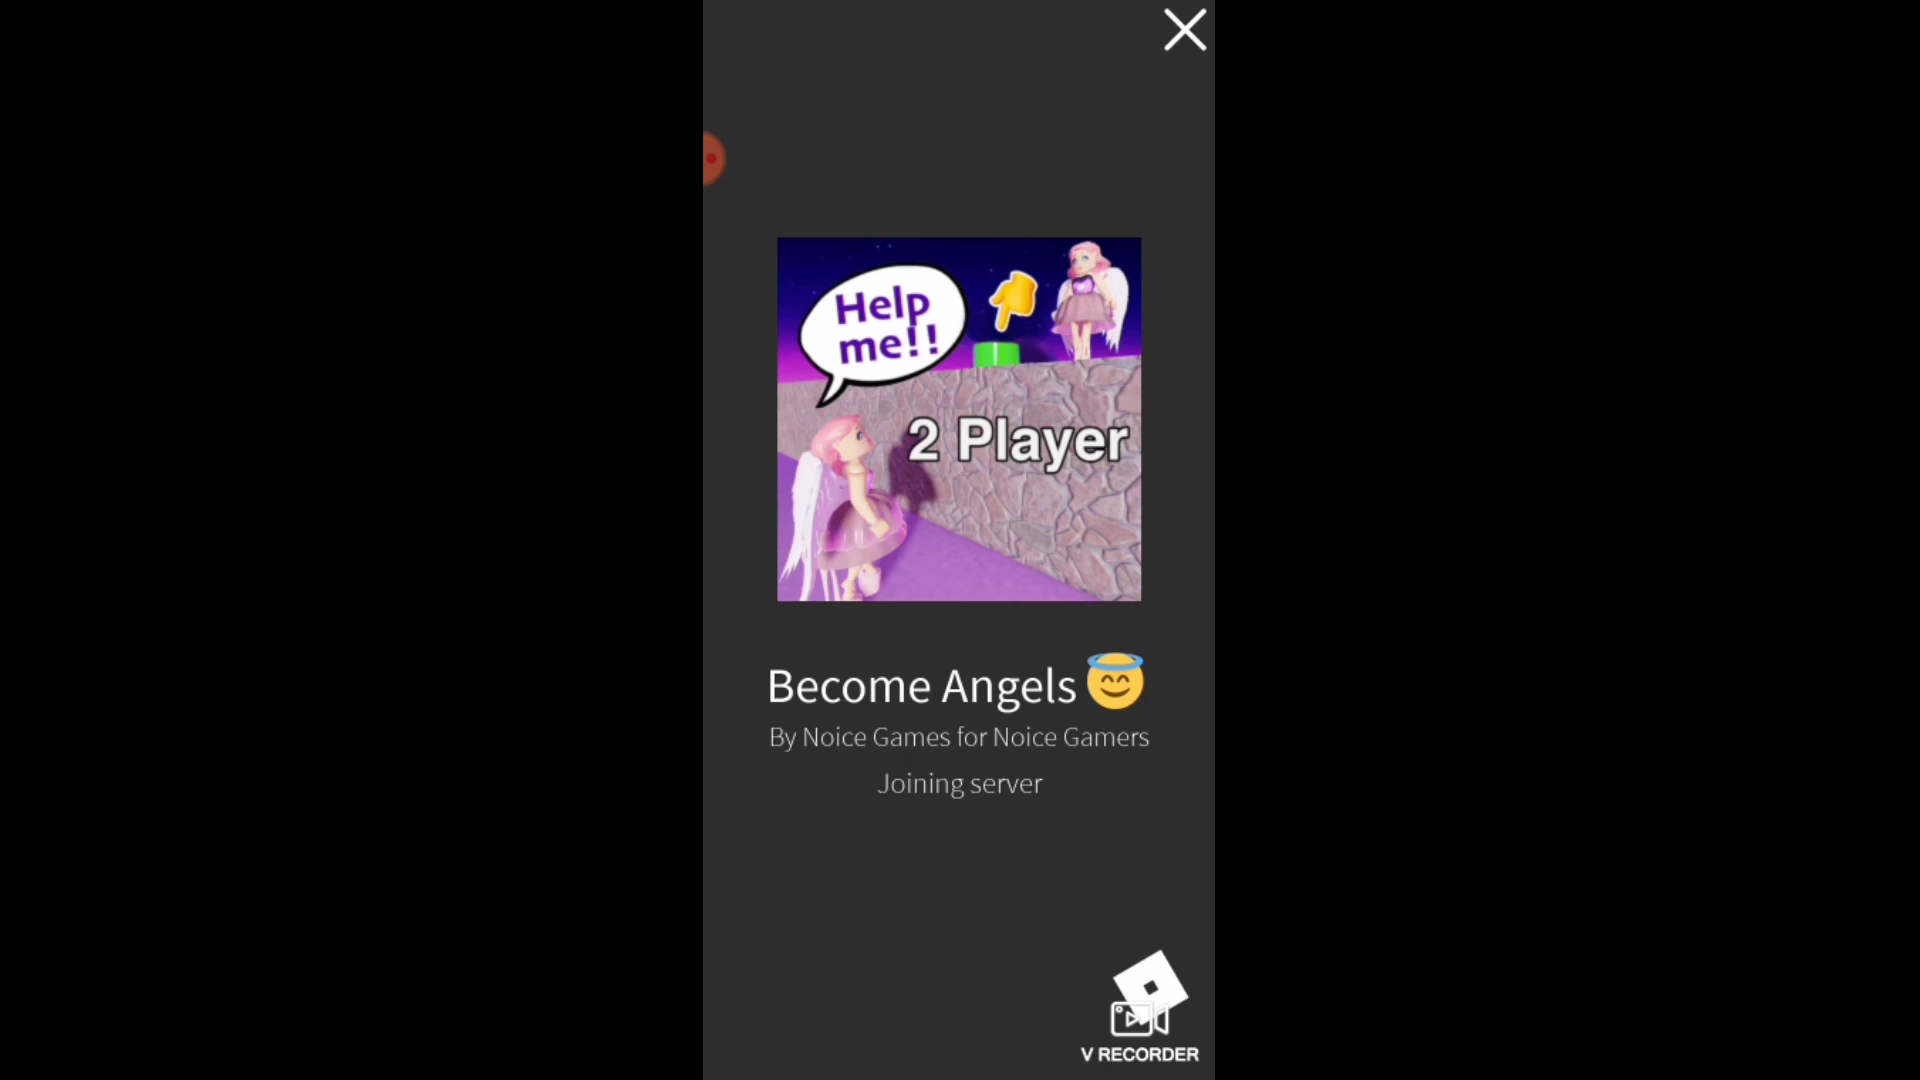 Help
me!!
2 Player
Become Angels 😇
By Noice Games for Noice Gamers
Joining server
V RECORDER